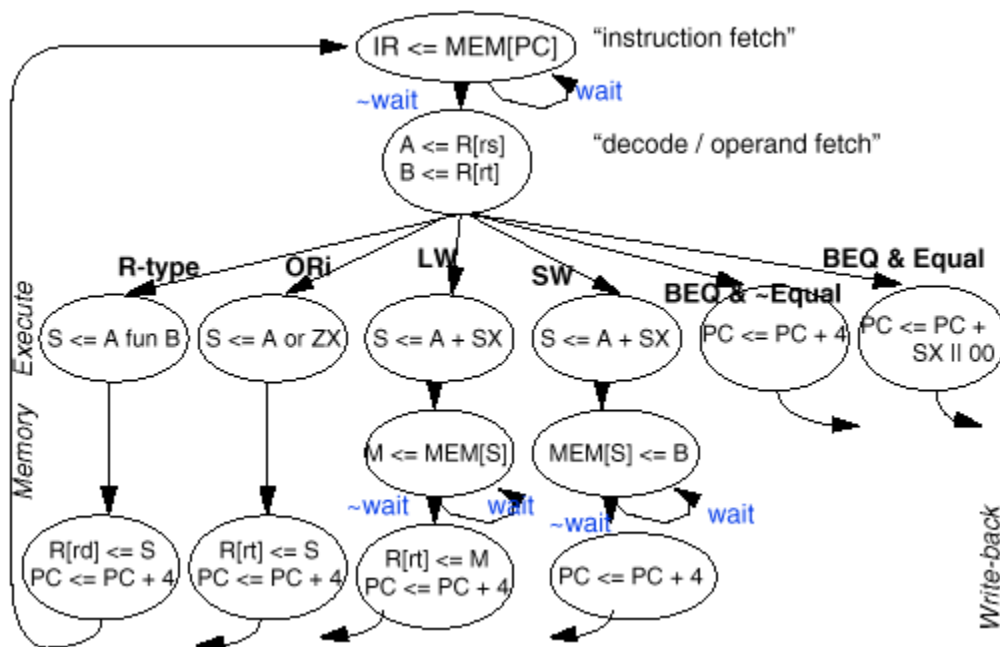 IR <= MEM[PC]
“instruction fetch”
~wait
wait
A <= R[rs]
B <= R[rt]
“decode / operand fetch”
R-type
ORi
LW
SW
BEQ & ~Equal
BEQ & Equal
Execute
S <= A fun B
S <= A or ZX
S <= A + SX
S <= A + SX
PC <= PC + 4
PC <= PC +
SX || 00
Memory
M <= MEM[S]
MEM[S] <= B
~wait
wait
~wait
wait
R[rd] <= S
PC <= PC + 4
R[rt] <= S
PC <= PC + 4
R[rt] <= M
PC <= PC + 4
PC <= PC + 4
Write-back